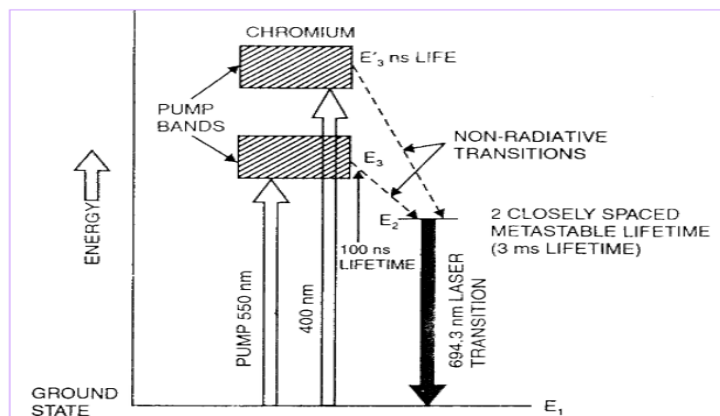 CHROMIUM
E'₃ ns LIFE
PUMP
BANDS
NON-RADIATIVE
TRANSITIONS
E₃
E₂
2 CLOSELY SPACED
METASTABLE LIFETIME
(3 ms LIFETIME)
100 ns
LIFETIME
ENERGY
PUMP 550 nm
400 nm
694.3 nm LASER
TRANSITION
GROUND
STATE
E₁